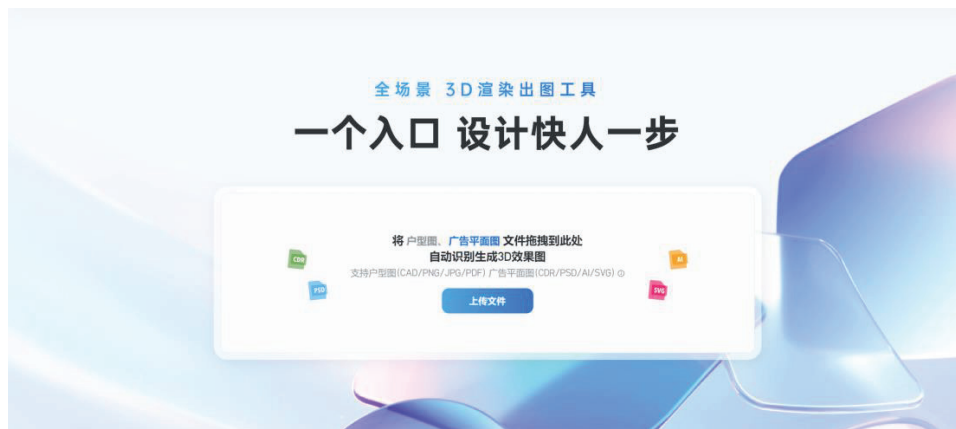 全场景 3D渲染出图工具
一个入口 设计快人一步
将 户型图、广告平面图 文件拖拽到此处
自动识别生成3D效果图
支持户型图(CAD/PNG/JPG/PDF) 广告平面图(CDR/PSD/AI/SVG)
CDR
AI
PSD
SVG
上传文件